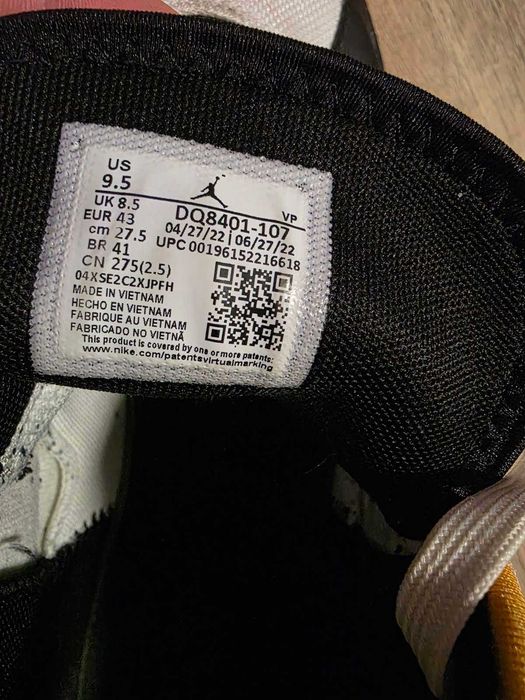 US
9.5
UK 8.5
EUR 43
cm 27.5
BR 41
CN 275(2.5)
VP
DQ8401-107
04/27/22 | 06/27/22
UPC 00196152216618
04XSE2C2XJPFH
MADE IN VIETNAM
HECHO EN VIETNAM
FABRIQUE AU VIETNAM
FABRICADO NO VIETNÃ
This product is covered by one or more patents:
www.nike.com/patentsvirtualmarking